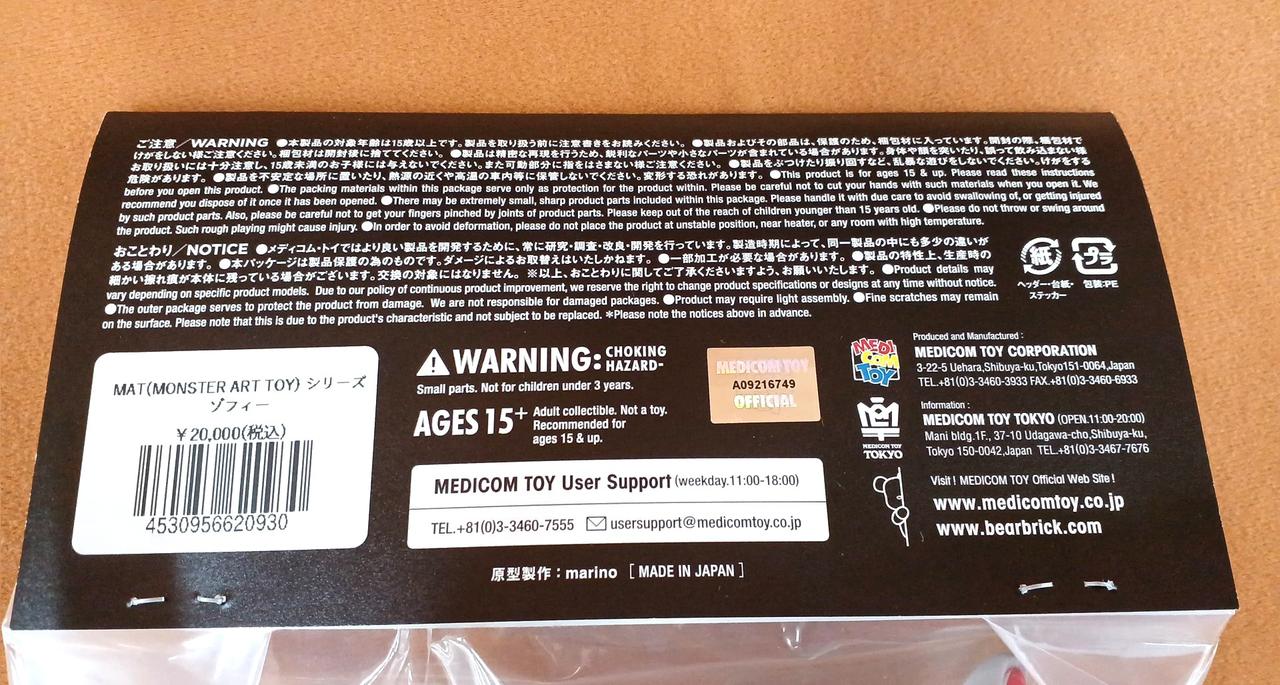 ご注意／WARNING ●本製品の対象年齢は15歳以上です。製品を取り扱う前に注意書きをお読みください。 ●製品およびその部品は、保護のため、梱包材に入っています。開封の際、梱包材で
けがをしない様ご注意ください。梱包材は開封後に捨ててください。 ●製品は精密な再現を行うため、鋭利なパーツや小さなパーツが含まれている場合があります。身体や眼を突いたり、誤って飲み込まない様
お取り扱いには十分注意し、15歳未満のお子様には与えないでください。また可動部分に指をはさまない様ご注意ください。 ●製品をぶつけたり振り回すなど、乱暴な遊びをしないでください。けがをする
危険があります。 ●製品を不安定な場所に置いたり、熱源の近くや高温の車内等に保管しないでください。変形する恐れがあります。 ●This product is for ages 15 & up. Please read these instructions
before you open this product. ●The packing materials within this package serve only as protection for the product within. Please be careful not to cut your hands with such materials when you open it. We
recommend you dispose of it once it has been opened. ●There may be extremely small, sharp product parts included within this package. Please handle it with due care to avoid swallowing of, or getting injured
by such product parts. Also, please be careful not to get your fingers pinched by joints of product parts. Please keep out of the reach of children younger than 15 years old. ●Please do not throw or swing around
the product. Such rough playing might cause injury. ●In order to avoid deformation, please do not place the product at unstable position, near heater, or any room with high temperature.
おことわり／NOTICE ●メディコム・トイではより良い製品を開発するために、常に研究・調査・改良・開発を行っています。製造時期によって、同一製品の中にも多少の違いが
ある場合があります。 ●本パッケージは製品保護の為のものです。ダメージによるお取替えはいたしかねます。 ●一部加工が必要な場合があります。 ●製品の特性上、生産時の
細かい擦れ痕が本体に残っている場合がございます。交換の対象にはなりません。 ※以上、おことわりに関してご了承くださいますよう、お願いいたします。 ●Product details may
vary depending on specific product models. Due to our policy of continuous product improvement, we reserve the right to change product specifications or designs at any time without notice.
●The outer package serves to protect the product from damage. We are not responsible for damaged packages. ●Product may require light assembly. ●Fine scratches may remain
on the surface. Please note that this is due to the product's characteristic and not subject to be replaced. ＊Please note the notices above in advance.
紙
プラ
ヘッダー・台紙・
ステッカー
包装:PE
MAT(MONSTER ART TOY) シリーズ
ゾフィー
￥20,000(税込)
4530956620930
WARNING: CHOKING
HAZARD-
Small parts. Not for children under 3 years.
AGES 15+ Adult collectible. Not a toy.
Recommended for
ages 15 & up.
MEDICOM TOY
A09216749
OFFICIAL
MEDICOM TOY User Support (weekday.11:00-18:00)
TEL.+81(0)3-3460-7555 usersupport@medicomtoy.co.jp
原型製作：marino [ MADE IN JAPAN ]
MEDI
COM
TOY
Produced and Manufactured :
MEDICOM TOY CORPORATION
3-22-5 Uehara,Shibuya-ku,Tokyo151-0064,Japan
TEL.+81(0)3-3460-3933 FAX.+81(0)3-3460-6933
MEDICOM TOY
TOKYO
Information :
MEDICOM TOY TOKYO (OPEN.11:00-20:00)
Mani bldg.1F., 37-10 Udagawa-cho,Shibuya-ku,
Tokyo 150-0042,Japan TEL.+81(0)3-3467-7676
Visit ! MEDICOM TOY Official Web Site !
www.medicomtoy.co.jp
www.bearbrick.com